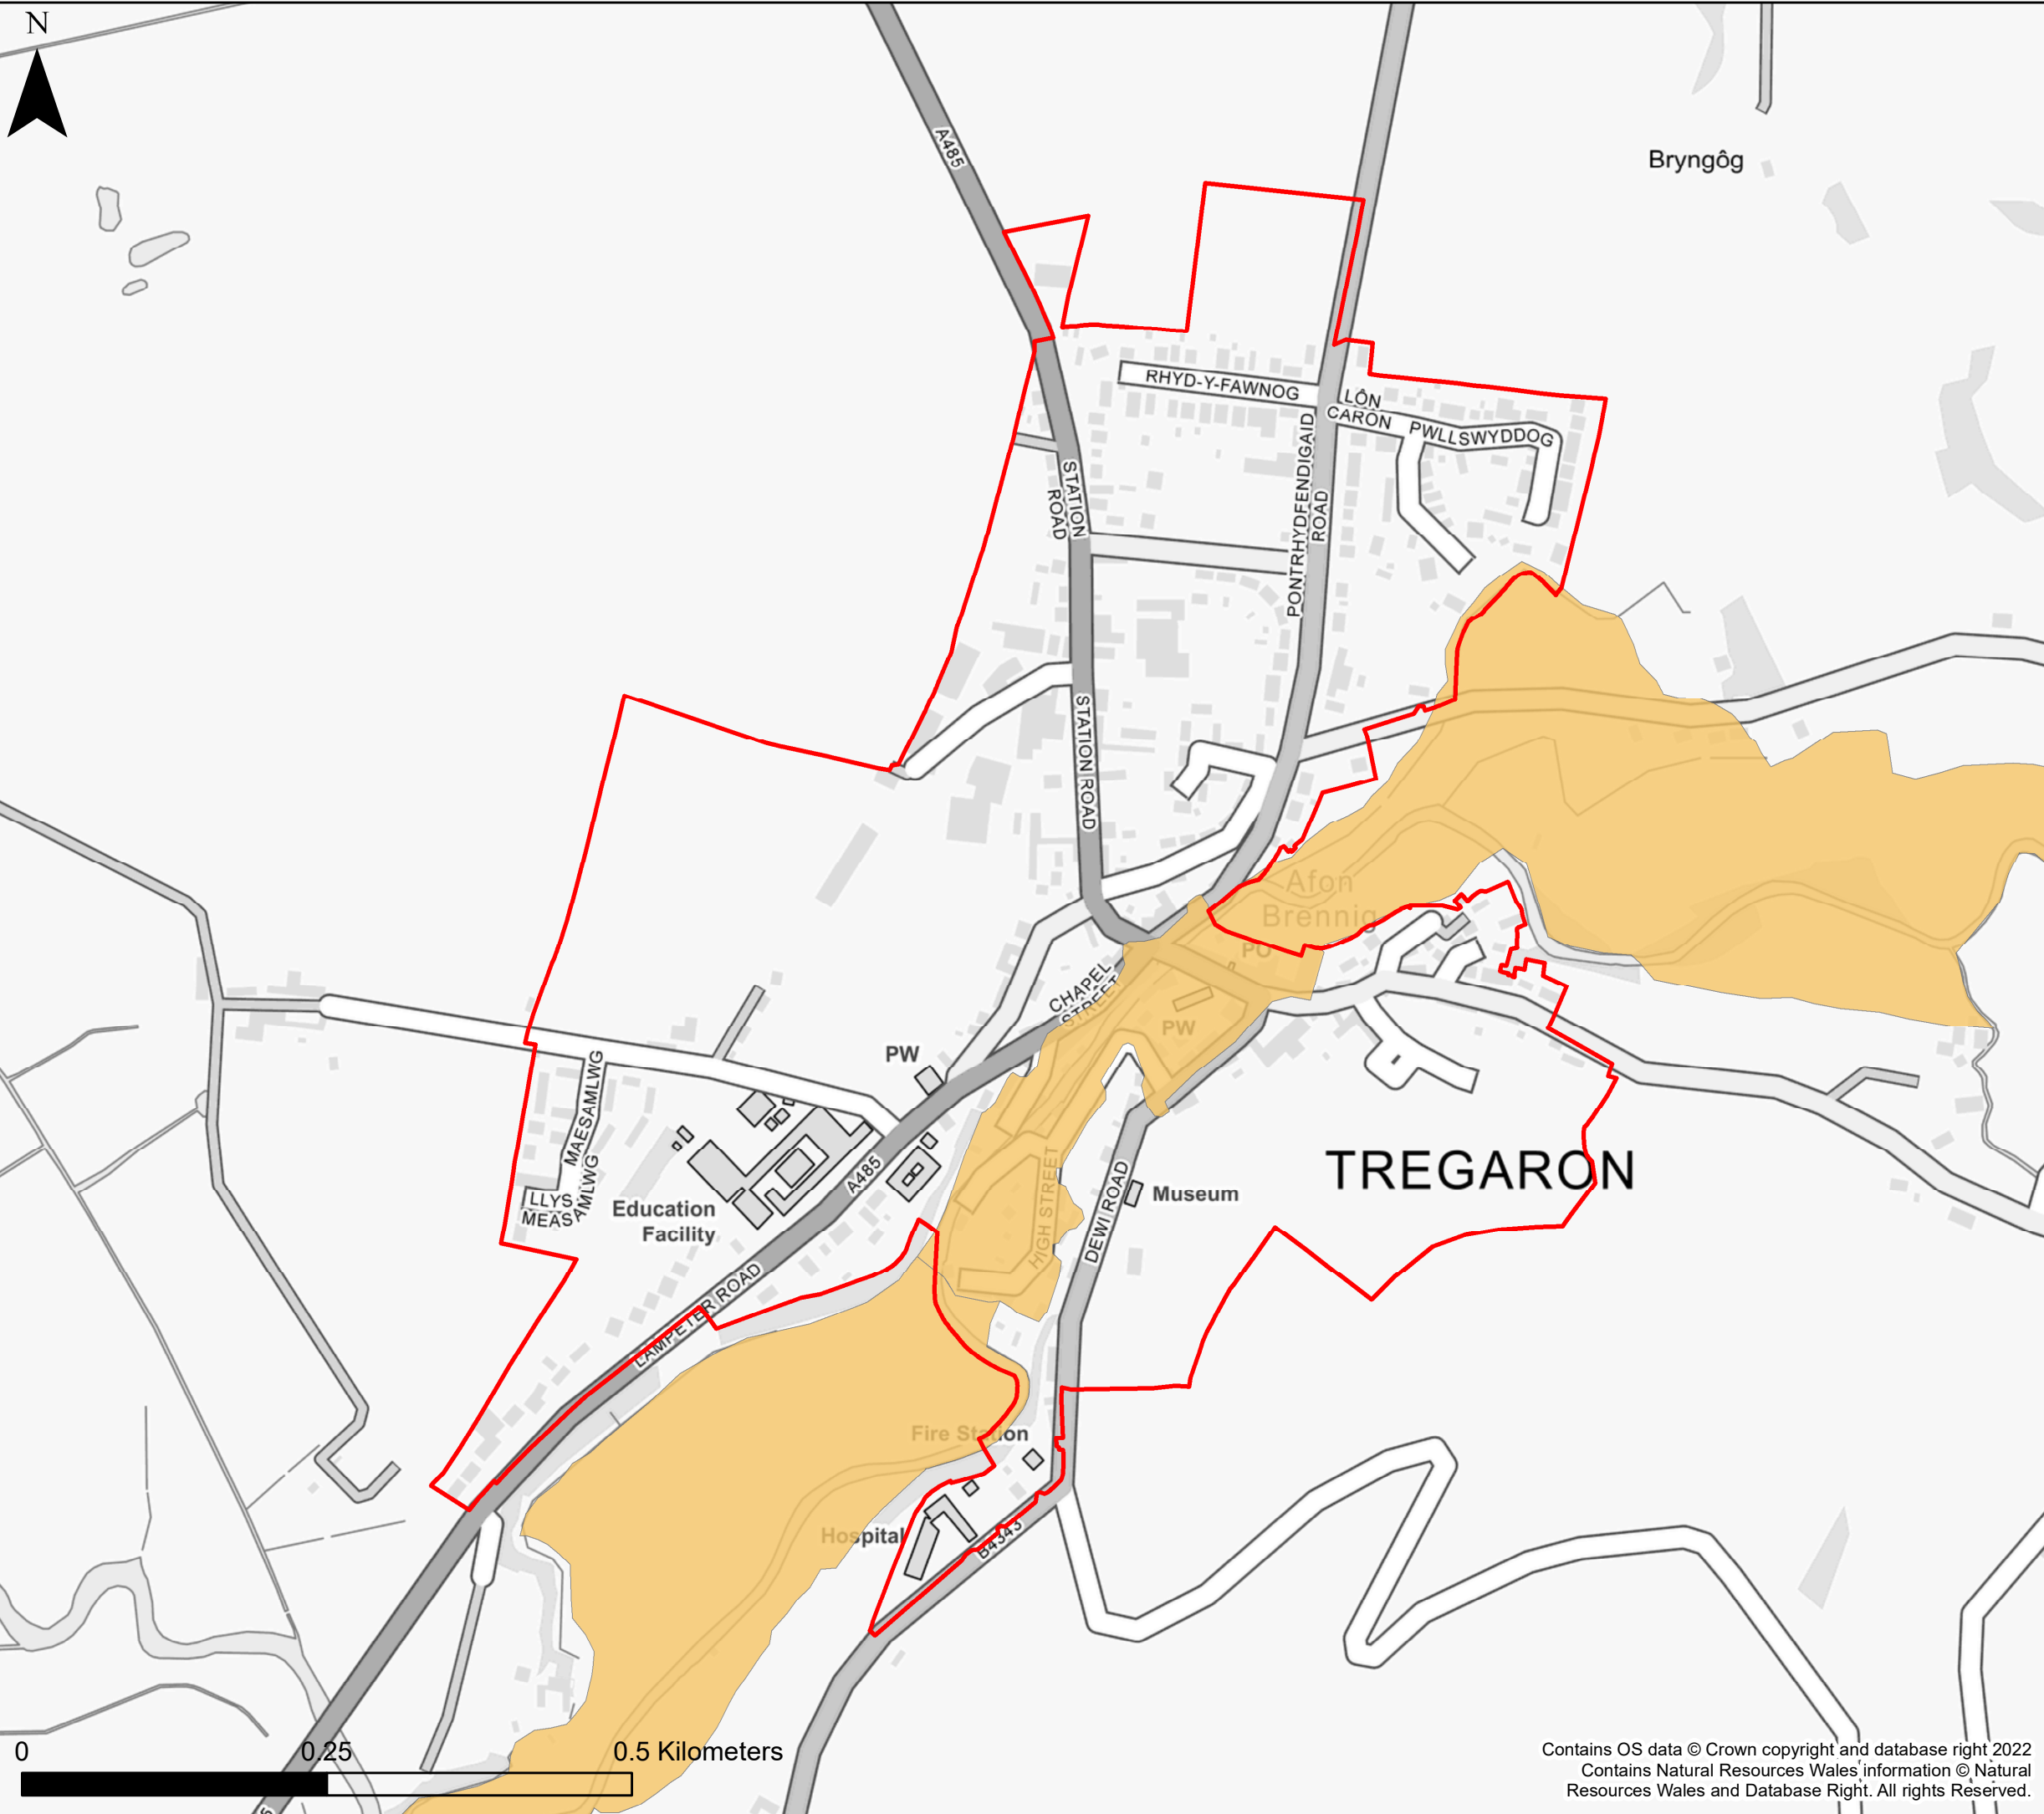 N
A485
Bryngôg
RHYD-Y-FAWNOG
LÔN
CARON
PWLLSWYDDOG
STATION
ROAD
PONTRHYDFENDIGAID
ROAD
STATION ROAD
Afon
Brennig
CHAPEL
STREET
PW
PW
MAESAMLWG
LLYS
MEASAMLWG
Education
Facility
A485
HIGH STREET
DEWI ROAD
Museum
TREGARON
LAMPETER ROAD
Fire Station
Hospital
B4343
0
0.25
0.5 Kilometers
Contains OS data © Crown copyright and database right 2022
Contains Natural Resources Wales information © Natural
Resources Wales and Database Right. All rights Reserved.